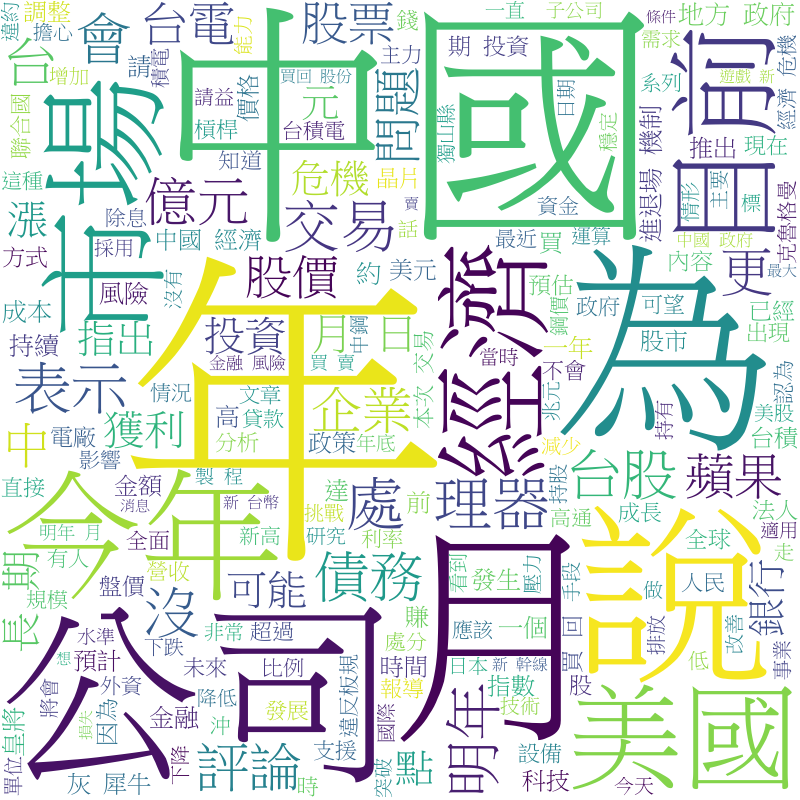 中國
年
為
公司
用
說
市場
經濟
目前
今年
美國
台電
股票
會
台
調整
違約
擔心
增加
聯合國
這種
漲
方式
成本
持續
請
積電
能力
買回 股份
錢
一直
子公司
條件
地方 政府
主力
期 投資
需求
系列
遊戲 新
經濟 危機
請益
價格
元
槓桿
台積電
知道
問題
日期
獨山縣
穩定
進退場 機制
推出
現在
億元
危機
晶片
賣
話
最近
買
運算
資金
情形
主要
標
克魯格曼
除息
採用
中國 經濟
交易
中國 政府
最大
風險
沒有
股價
約
美元
預估
內容
更
政府
可望
已經
出現
指出
投資
月
日
中鋼
本次 交易
鋼價
當時
一年
不會
股市
認為
金融 風險
買 賣
表示
情況
文章
企業
兆元
持有
美股
中
電廠
獲利
高
貸款
政策
年底
減少
台積
影響
分析
直接
金額
製 程
處
達
前
理器
持股
台股
蘋果
明年 月
消息
新 台幣
挑戰
高通
成長
法人
適用
有人
全面
新高
研究
利率
全球
走
長 期
規模
營收
盤價
沒
可能
債務
看到
發生
壓力
手段
做
人民
銀行
水準
下跌
非常
超過
賺
處分
應該
一個
買 回
排放
改善
低
事業
想
預計
未來
比例
時間
日本
新 幹線
違反板規
明年
股
將會
外資
降低
報導
指數
技術
單位
皇將
因為
金融
沖
發展
國際
損失
下降
評論
支援
突破
點
設備
科技
今天
灰 犀牛
時